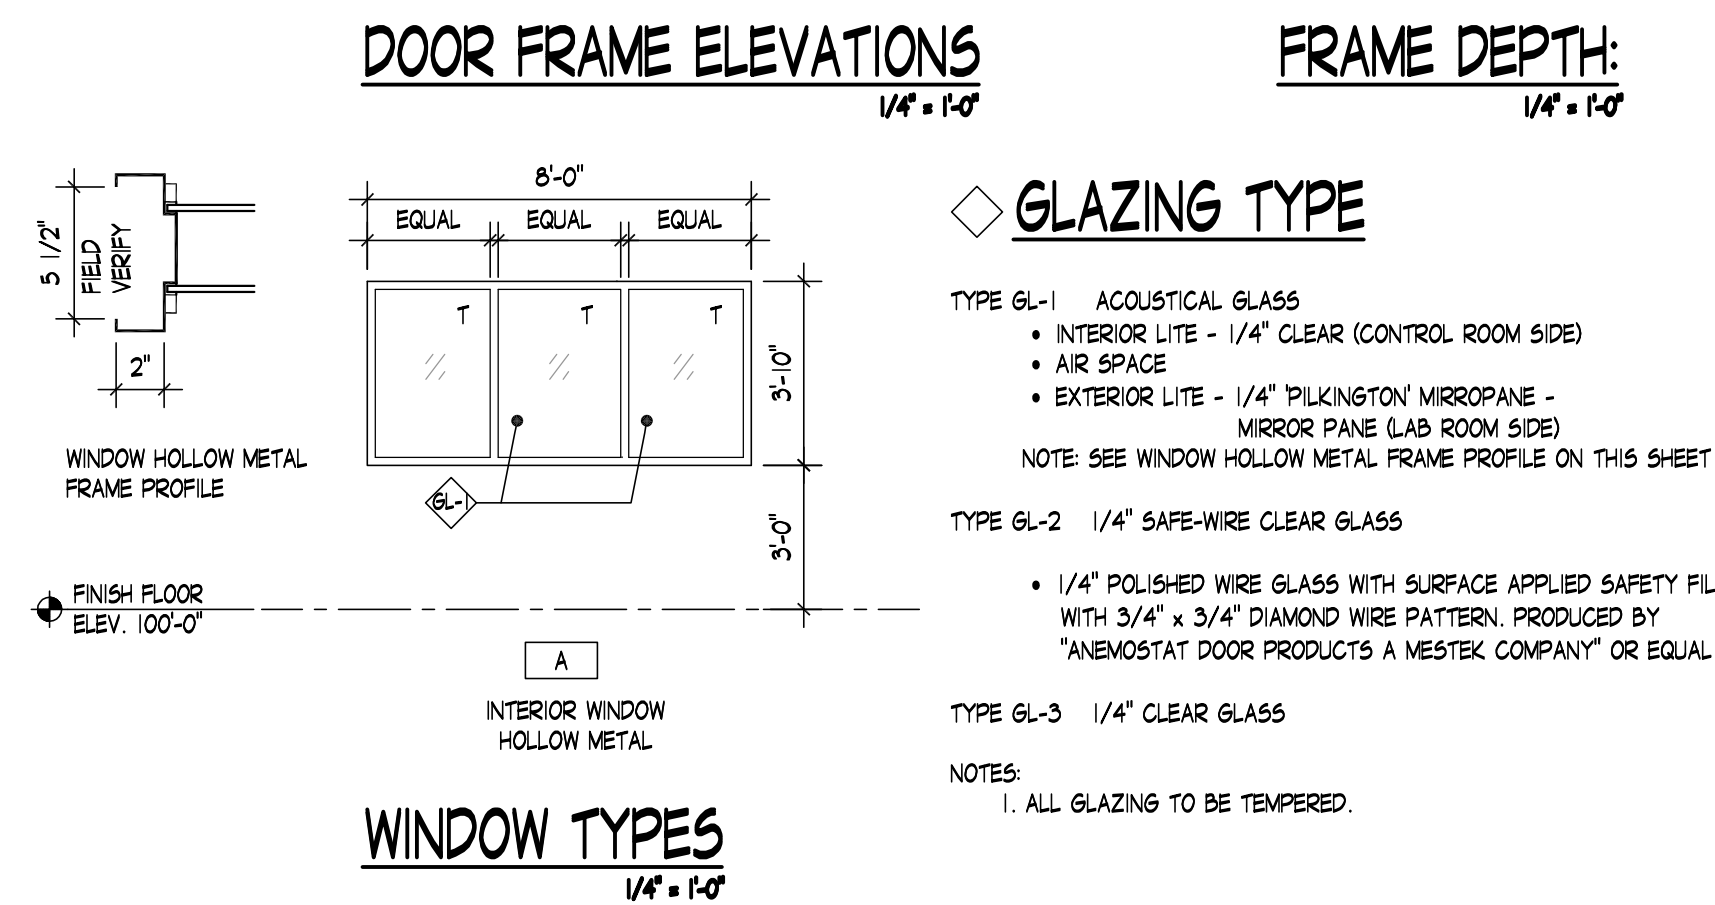 DOOR FRAME ELEVATIONS
1/4" = 1'-0"
FRAME DEPTH:
1/4" = 1'-0"
5 1/2"
FIELD
VERIFY
2"
WINDOW HOLLOW METAL
FRAME PROFILE
8'-0"
EQUAL EQUAL EQUAL
T T T
3'-10"
GL-1
3'-0"
FINISH FLOOR
ELEV. 100'-0"
A
INTERIOR WINDOW
HOLLOW METAL
WINDOW TYPES
1/4" = 1'-0"
GLAZING TYPE
TYPE GL-1 ACOUSTICAL GLASS
• INTERIOR LITE - 1/4" CLEAR (CONTROL ROOM SIDE)
• AIR SPACE
• EXTERIOR LITE - 1/4" 'PILKINGTON' MIRROPANE -
MIRROR PANE (LAB ROOM SIDE)
NOTE: SEE WINDOW HOLLOW METAL FRAME PROFILE ON THIS SHEET
TYPE GL-2 1/4" SAFE-WIRE CLEAR GLASS
• 1/4" POLISHED WIRE GLASS WITH SURFACE APPLIED SAFETY FIL
WITH 3/4" x 3/4" DIAMOND WIRE PATTERN. PRODUCED BY
"ANEMOSTAT DOOR PRODUCTS A MESTEK COMPANY" OR EQUAL
TYPE GL-3 1/4" CLEAR GLASS
NOTES:
1. ALL GLAZING TO BE TEMPERED.